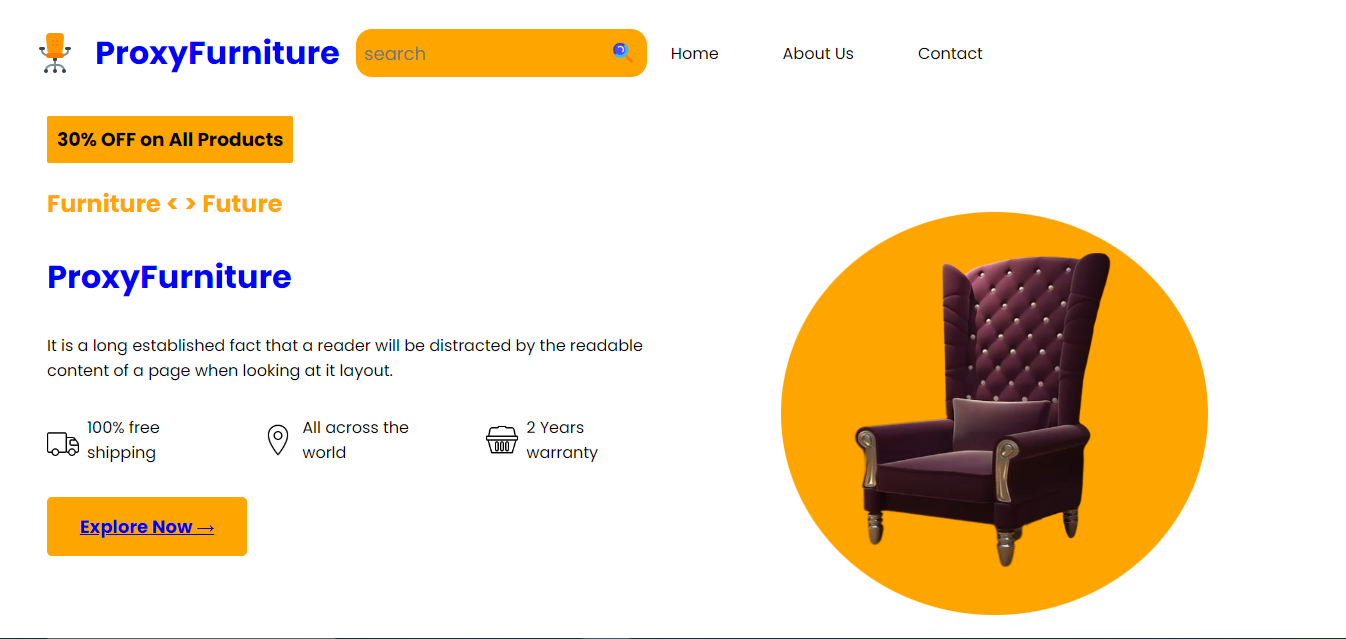 ProxyFurniture
search
Home
About Us
Contact
30% OFF on All Products
Furniture < > Future
ProxyFurniture
It is a long established fact that a reader will be distracted by the readable
content of a page when looking at it layout.
100% free
shipping
All across the
world
2 Years
warranty
Explore Now →